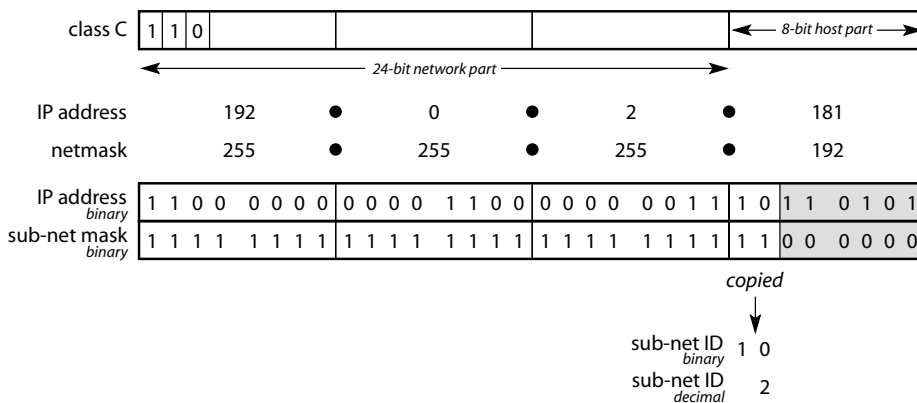 class C 1 1 0 8-bit host part
24-bit network part
IP address 192 • 0 • 2 • 181
netmask 255 • 255 • 255 • 192
IP address 1 1 0 0 0 0 0 0 0 0 0 0 1 1 0 0 0 0 0 0 0 0 1 1 1 0 1 1 0 1 0 1
binary
sub-net mask 1 1 1 1 1 1 1 1 1 1 1 1 1 1 1 1 1 1 1 1 1 1 1 1 1 1 0 0 0 0 0 0
binary
copied
sub-net ID 1 0
binary
sub-net ID 2
decimal